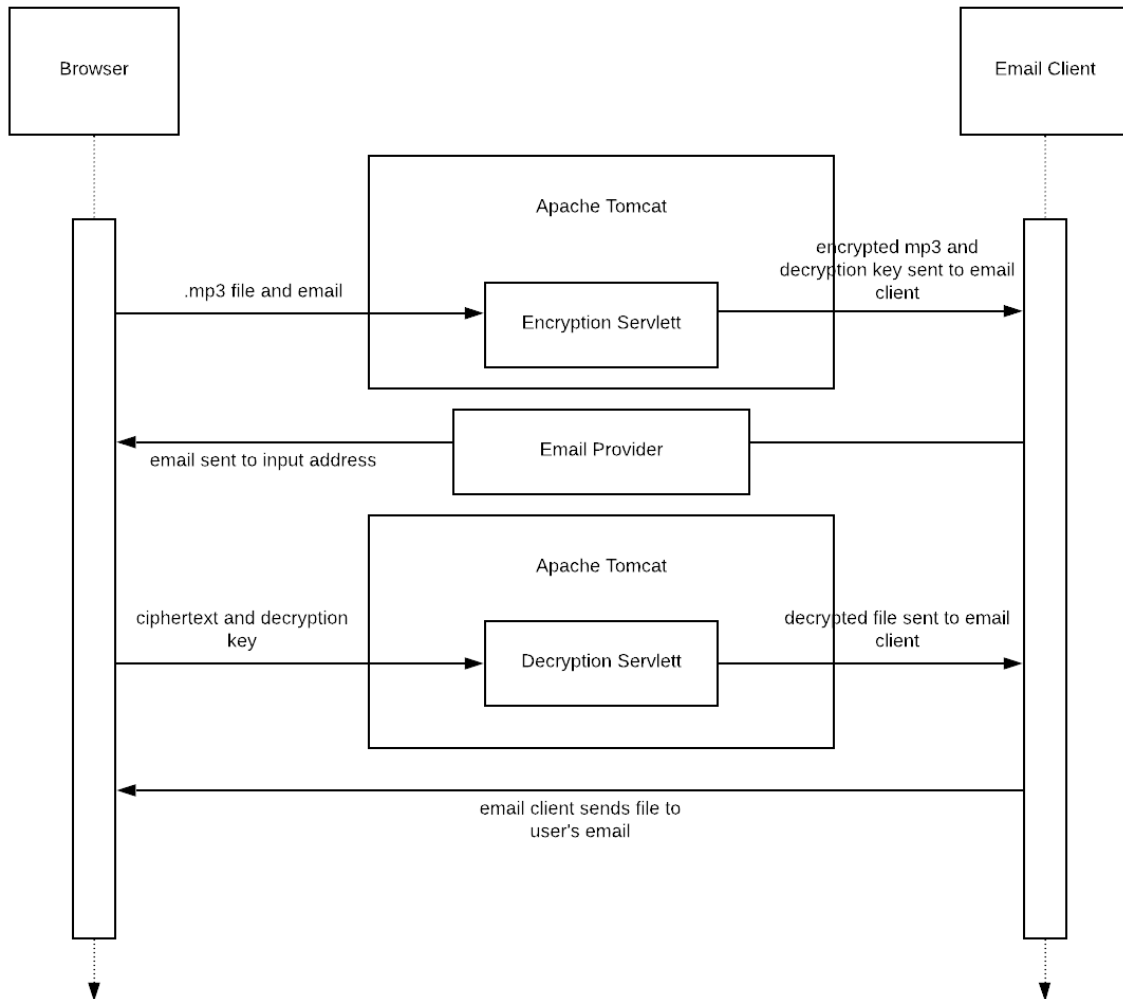 Browser
Email Client
Apache Tomcat
encrypted mp3 and
decryption key sent to email
client
.mp3 file and email
Encryption Servlett
Email Provider
email sent to input address
Apache Tomcat
ciphertext and decryption
key
decrypted file sent to email
client
Decryption Servlett
email client sends file to
user's email